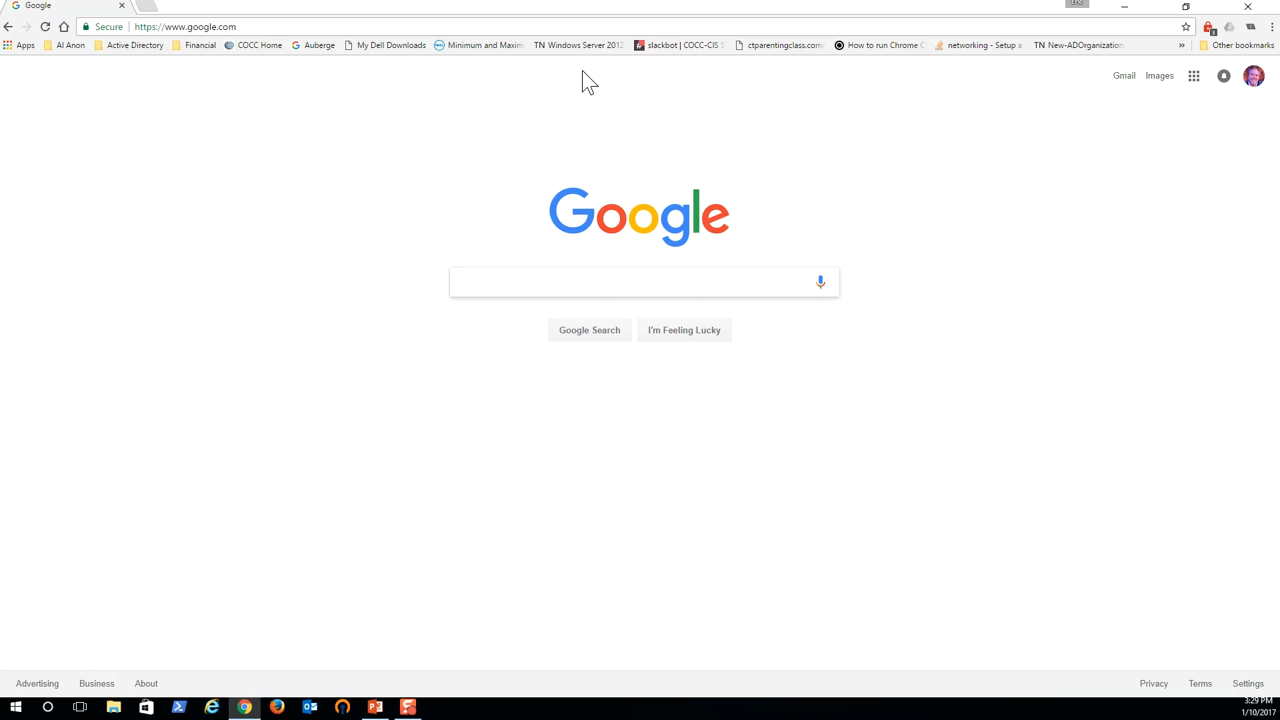 Google
Secure https://www.google.com
Apps Al Anon Active Directory Financial COCC Home Auberge My Dell Downloads Minimum and Maxim TN Windows Server 2012 slackbot | COCC-CIS S ctparentingclass.com/ How to run Chrome C networking - Setup a TN New-ADOrganization » Other bookmarks
Gmail Images
Google
Google Search I'm Feeling Lucky
Advertising Business About Privacy Terms Settings
3:29 PM
1/10/2017